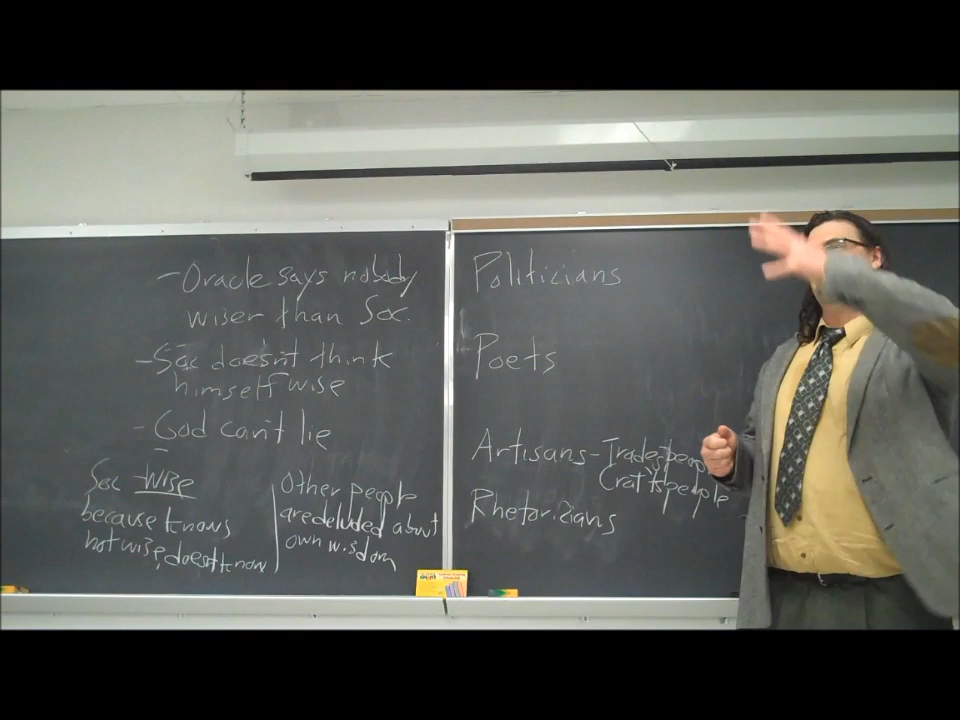 - Oracle says nobody
wiser than Soc.
- Soc doesn't think
himself wise
- God can't lie
Soc - wise
because knows
not wise, doesn't know
Other people
are deluded about
own wisdom
Politicians
Poets
Artisans - Tradespeop
Craftspeople
Rhetoricians